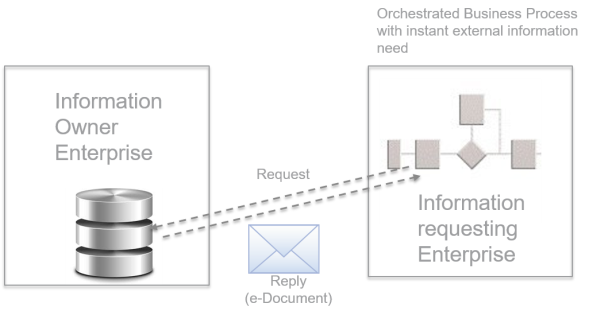 Orchestrated Business Process
with instant external information
need
Information
Owner
Enterprise
Request
Information
requesting
Enterprise
Reply
(e-Document)